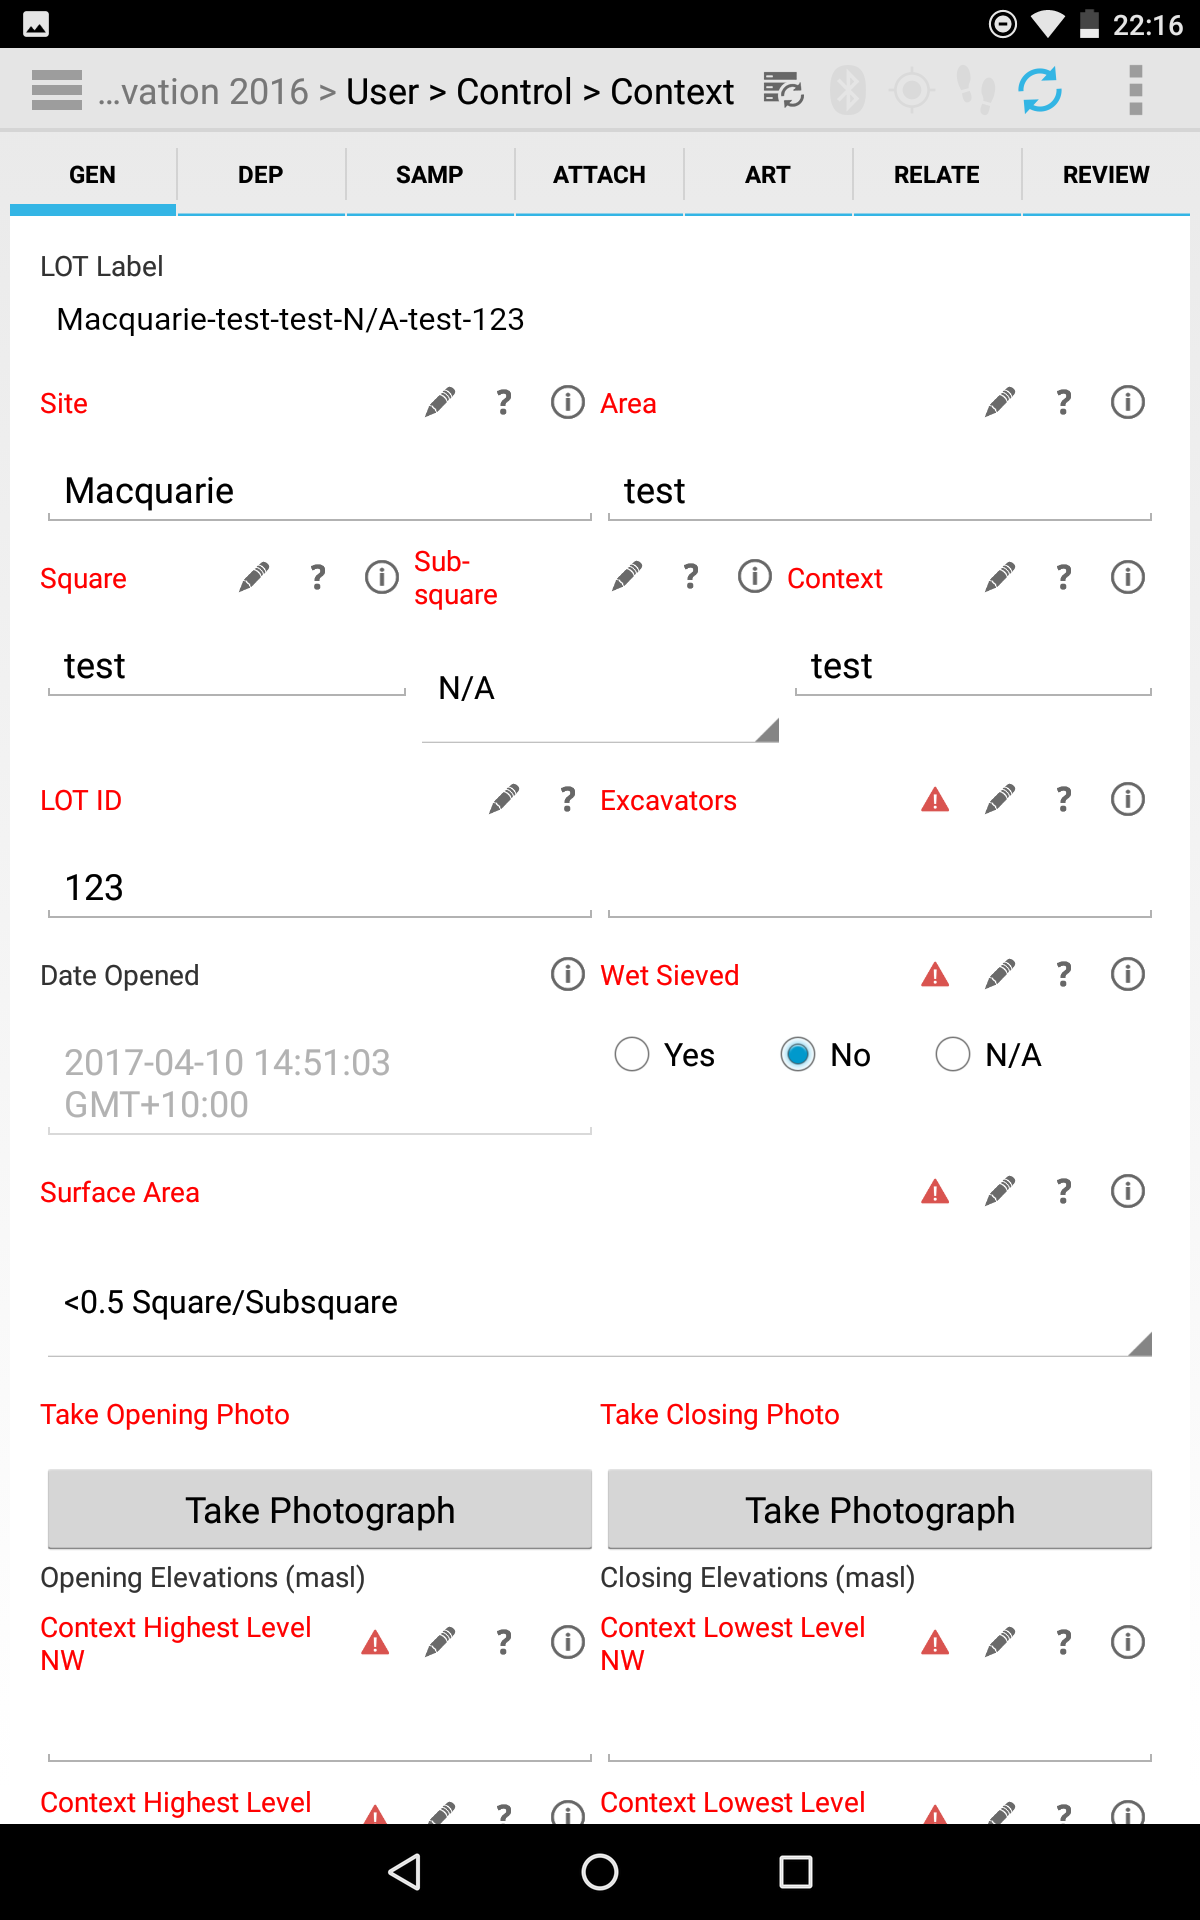 22:16
...vation 2016 > User > Control > Context
GEN DEP SAMP ATTACH ART RELATE REVIEW
LOT Label
Macquarie-test-test-N/A-test-123
Site ? Area ?
Macquarie test
Square ? Sub-square ? Context ?
test N/A test
LOT ID ? Excavators ?
123
Date Opened Wet Sieved ?
2017-04-10 14:51:03
GMT+10:00
Yes No N/A
Surface Area ?
<0.5 Square/Subsquare
Take Opening Photo Take Closing Photo
Take Photograph Take Photograph
Opening Elevations (masl) Closing Elevations (masl)
Context Highest Level NW ? Context Lowest Level NW ?
Context Highest Level ? Context Lowest Level ?